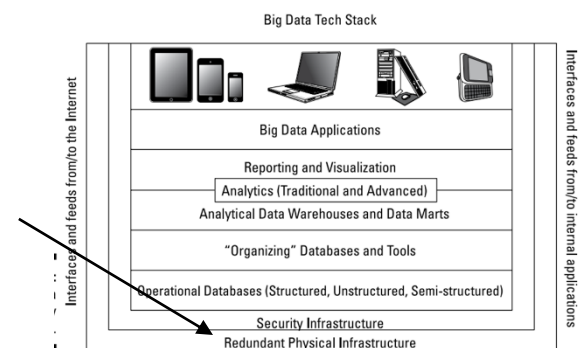 Big Data Tech Stack
Interfaces and feeds from/to the Internet
Interfaces and feeds from/to internal applications
Big Data Applications
Reporting and Visualization
Analytics (Traditional and Advanced)
Analytical Data Warehouses and Data Marts
“Organizing” Databases and Tools
Operational Databases (Structured, Unstructured, Semi-structured)
Security Infrastructure
Redundant Physical Infrastructure